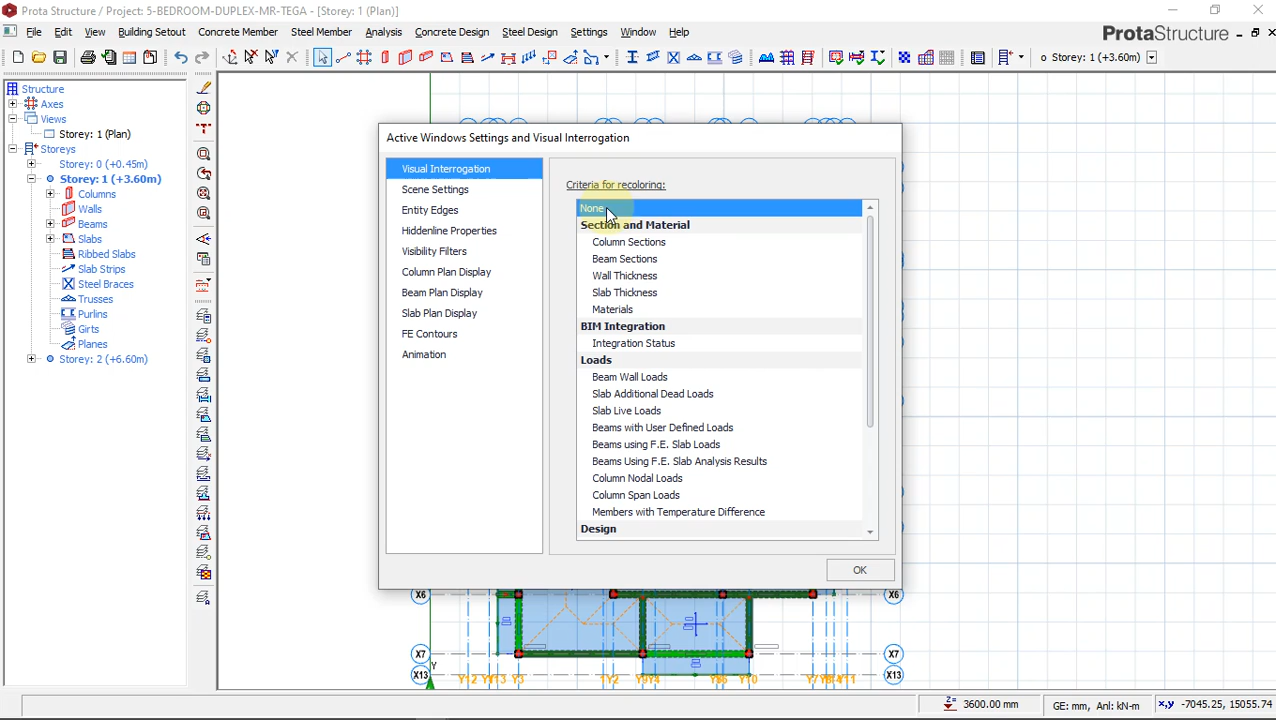 Prota Structure / Project: 5-BEDROOM-DUPLEX-MR-TEGA - [Storey: 1 (Plan)]
File Edit View Building Setout Concrete Member Steel Member Analysis Concrete Design Steel Design Settings Window Help
ProtaStructure
o Storey: 1 (+3.60m)
Structure
Axes
Views
Storey: 1 (Plan)
Storeys
Storey: 0 (+0.45m)
Storey: 1 (+3.60m)
Columns
Walls
Beams
Slabs
Ribbed Slabs
Slab Strips
Steel Braces
Trusses
Purlins
Girts
Planes
Storey: 2 (+6.60m)
Active Windows Settings and Visual Interrogation
Visual Interrogation
Scene Settings
Entity Edges
Hiddenline Properties
Visibility Filters
Column Plan Display
Beam Plan Display
Slab Plan Display
FE Contours
Animation
Criteria for recoloring:
None
Section and Material
Column Sections
Beam Sections
Wall Thickness
Slab Thickness
Materials
BIM Integration
Integration Status
Loads
Beam Wall Loads
Slab Additional Dead Loads
Slab Live Loads
Beams with User Defined Loads
Beams using F.E. Slab Loads
Beams Using F.E. Slab Analysis Results
Column Nodal Loads
Column Span Loads
Members with Temperature Difference
Design
OK
X6 X6
X7 X7
Y
X13 X13
Y12 Y3 Y10
Z= 3600.00 mm
GE: mm, Anl: kN-m
x,y -7045.25, 15055.74